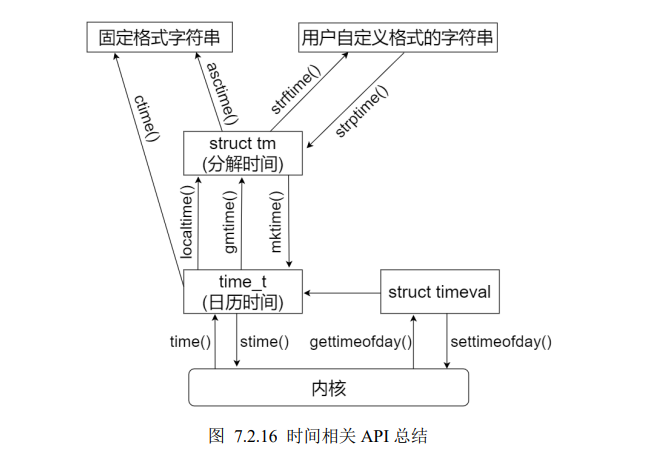 固定格式字符串
用户自定义格式的字符串
ctime()
asctime()
strftime()
strptime()
struct tm
(分解时间)
localtime()
gmtime()
mktime()
time_t
(日历时间)
struct timeval
time()
stime()
gettimeofday()
settimeofday()
内核
图 7.2.16 时间相关 API 总结